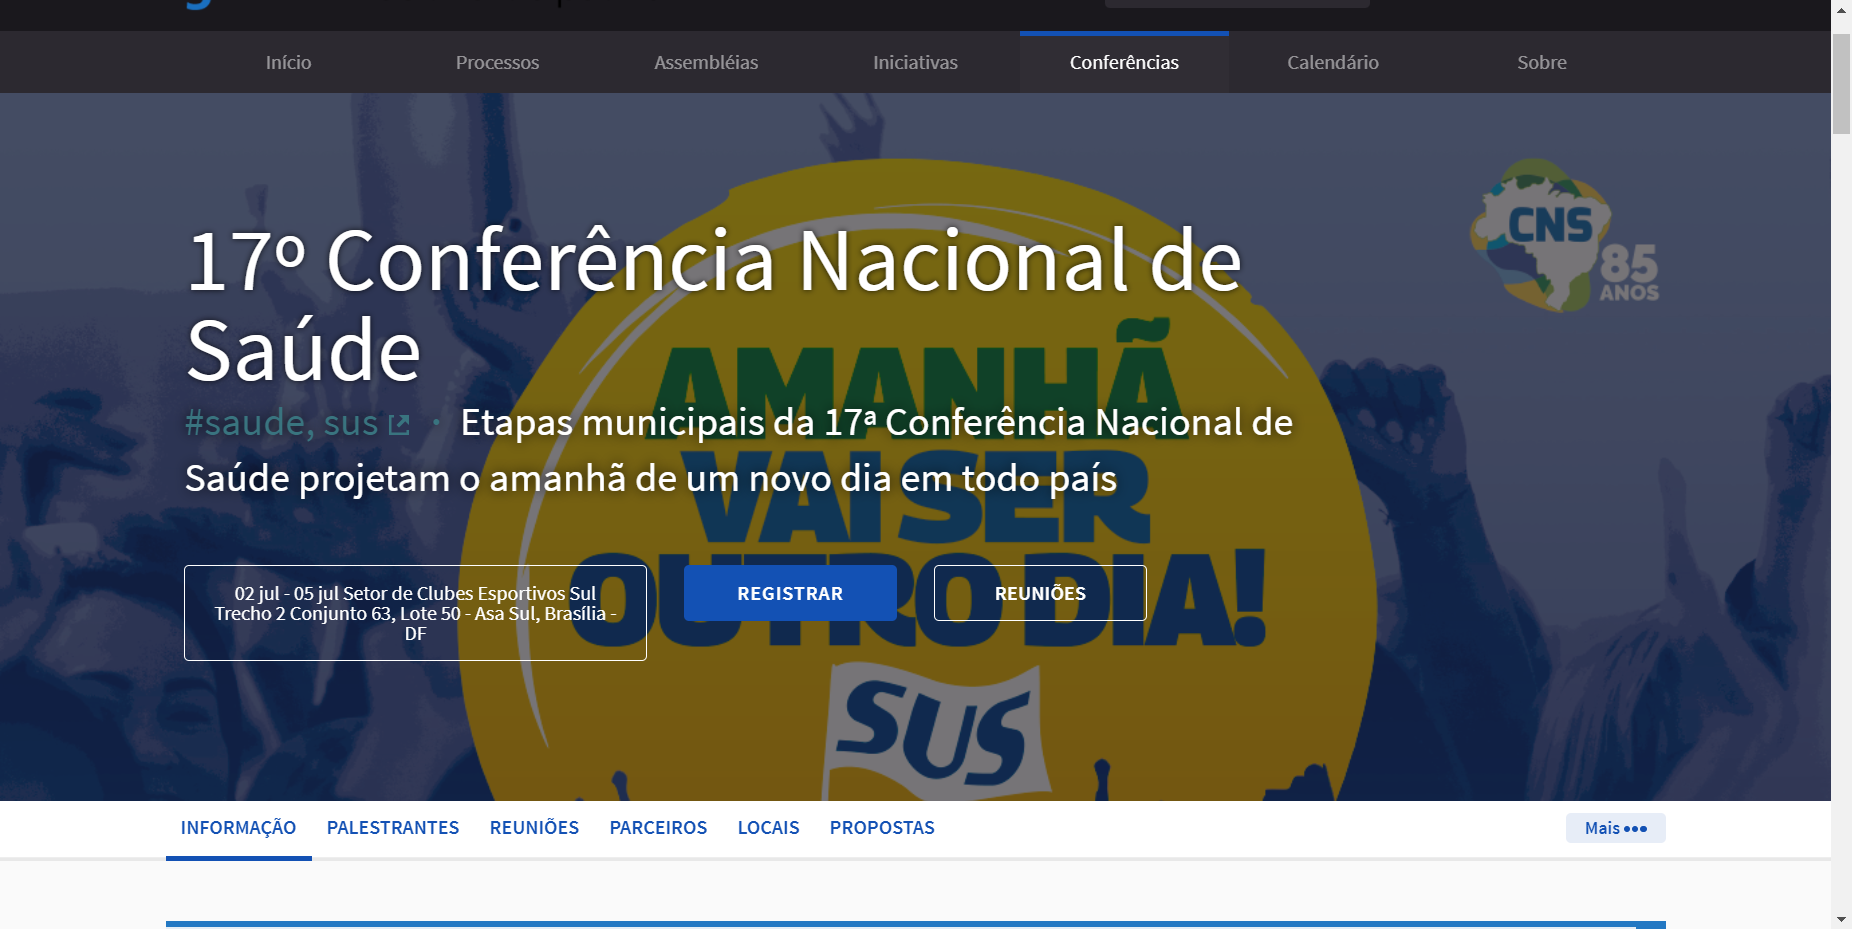 Início
Processos
Assembléias
Iniciativas
Conferências
Calendário
Sobre
CNS
85
ANOS
17º Conferência Nacional de
Saúde
#saude, sus · Etapas municipais da 17ª Conferência Nacional de
Saúde projetam o amanhã de um novo dia em todo país
AMANHÃ
VAI SER
OUTRO DIA!
SUS
02 jul - 05 jul Setor de Clubes Esportivos Sul
Trecho 2 Conjunto 63, Lote 50 - Asa Sul, Brasília -
DF
REGISTRAR
REUNIÕES
INFORMAÇÃO
PALESTRANTES
REUNIÕES
PARCEIROS
LOCAIS
PROPOSTAS
Mais •••